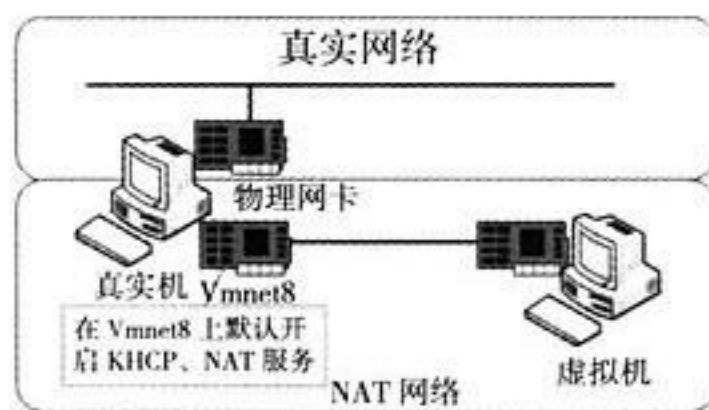 真实网络
物理网卡
真实机 Vmnet8
在 Vmnet8 上默认开
启 KHCP、NAT 服务
虚拟机
NAT 网络